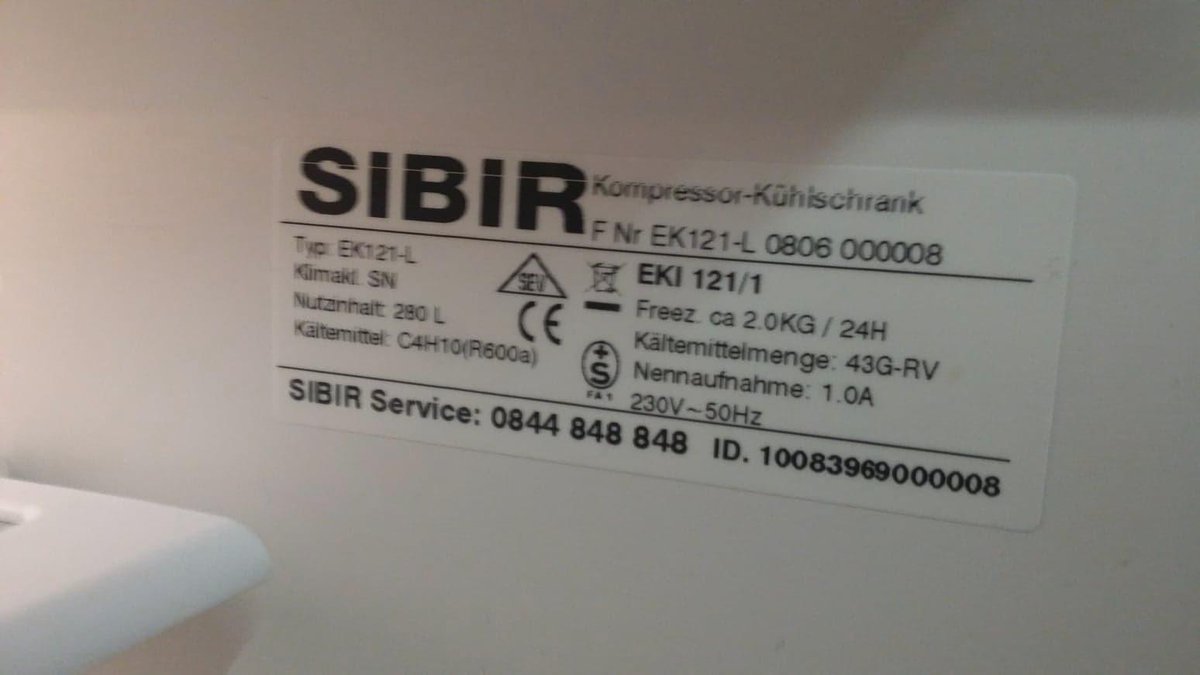 SIBIR Kompressor-Kühlschrank
F Nr EK121-L 0806 000008
Typ: EK121-L
Klimakl. SN
Nutzinhalt: 280 L
Kältemittel: C4H10(R600a)
SEV
CE
+S
FA1
EKI 121/1
Freez. ca 2.0KG / 24H
Kältemittelmenge: 43G-RV
Nennaufnahme: 1.0A
230V~50Hz
SIBIR Service: 0844 848 848 ID. 10083969000008